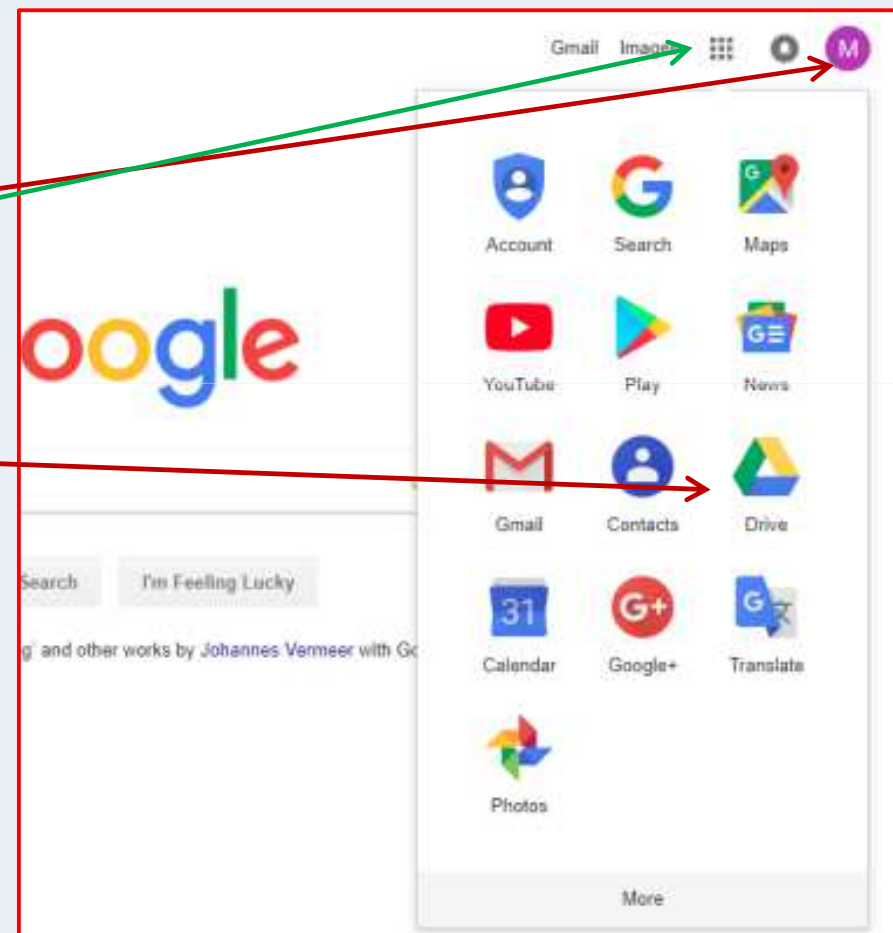 Gmail Images
M
Account Search Maps
oogle
YouTube Play News
Gmail Contacts Drive
Search I'm Feeling Lucky
31 G+ G
g' and other works by Johannes Vermeer with Go
Calendar Google+ Translate
Photos
More